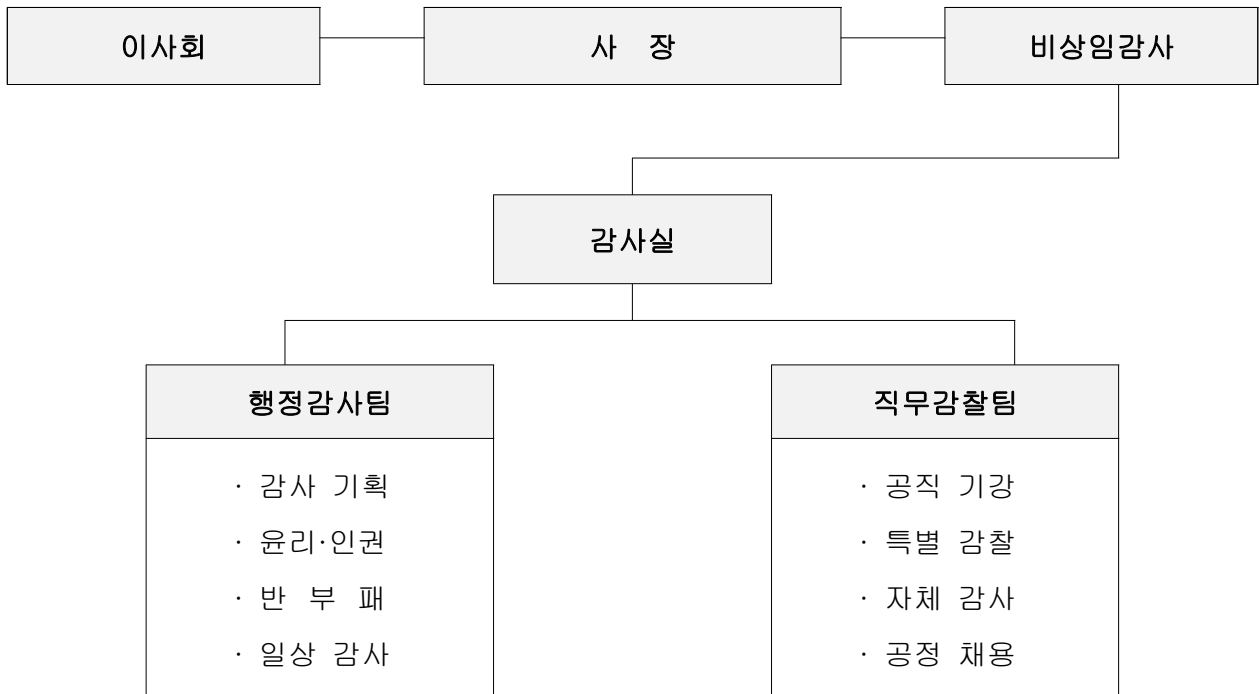 이사회
사 장
비상임감사
감사실
행정감사팀
· 감사 기획
· 윤리·인권
· 반 부 패
· 일상 감사
직무감찰팀
· 공직 기강
· 특별 감찰
· 자체 감사
· 공정 채용